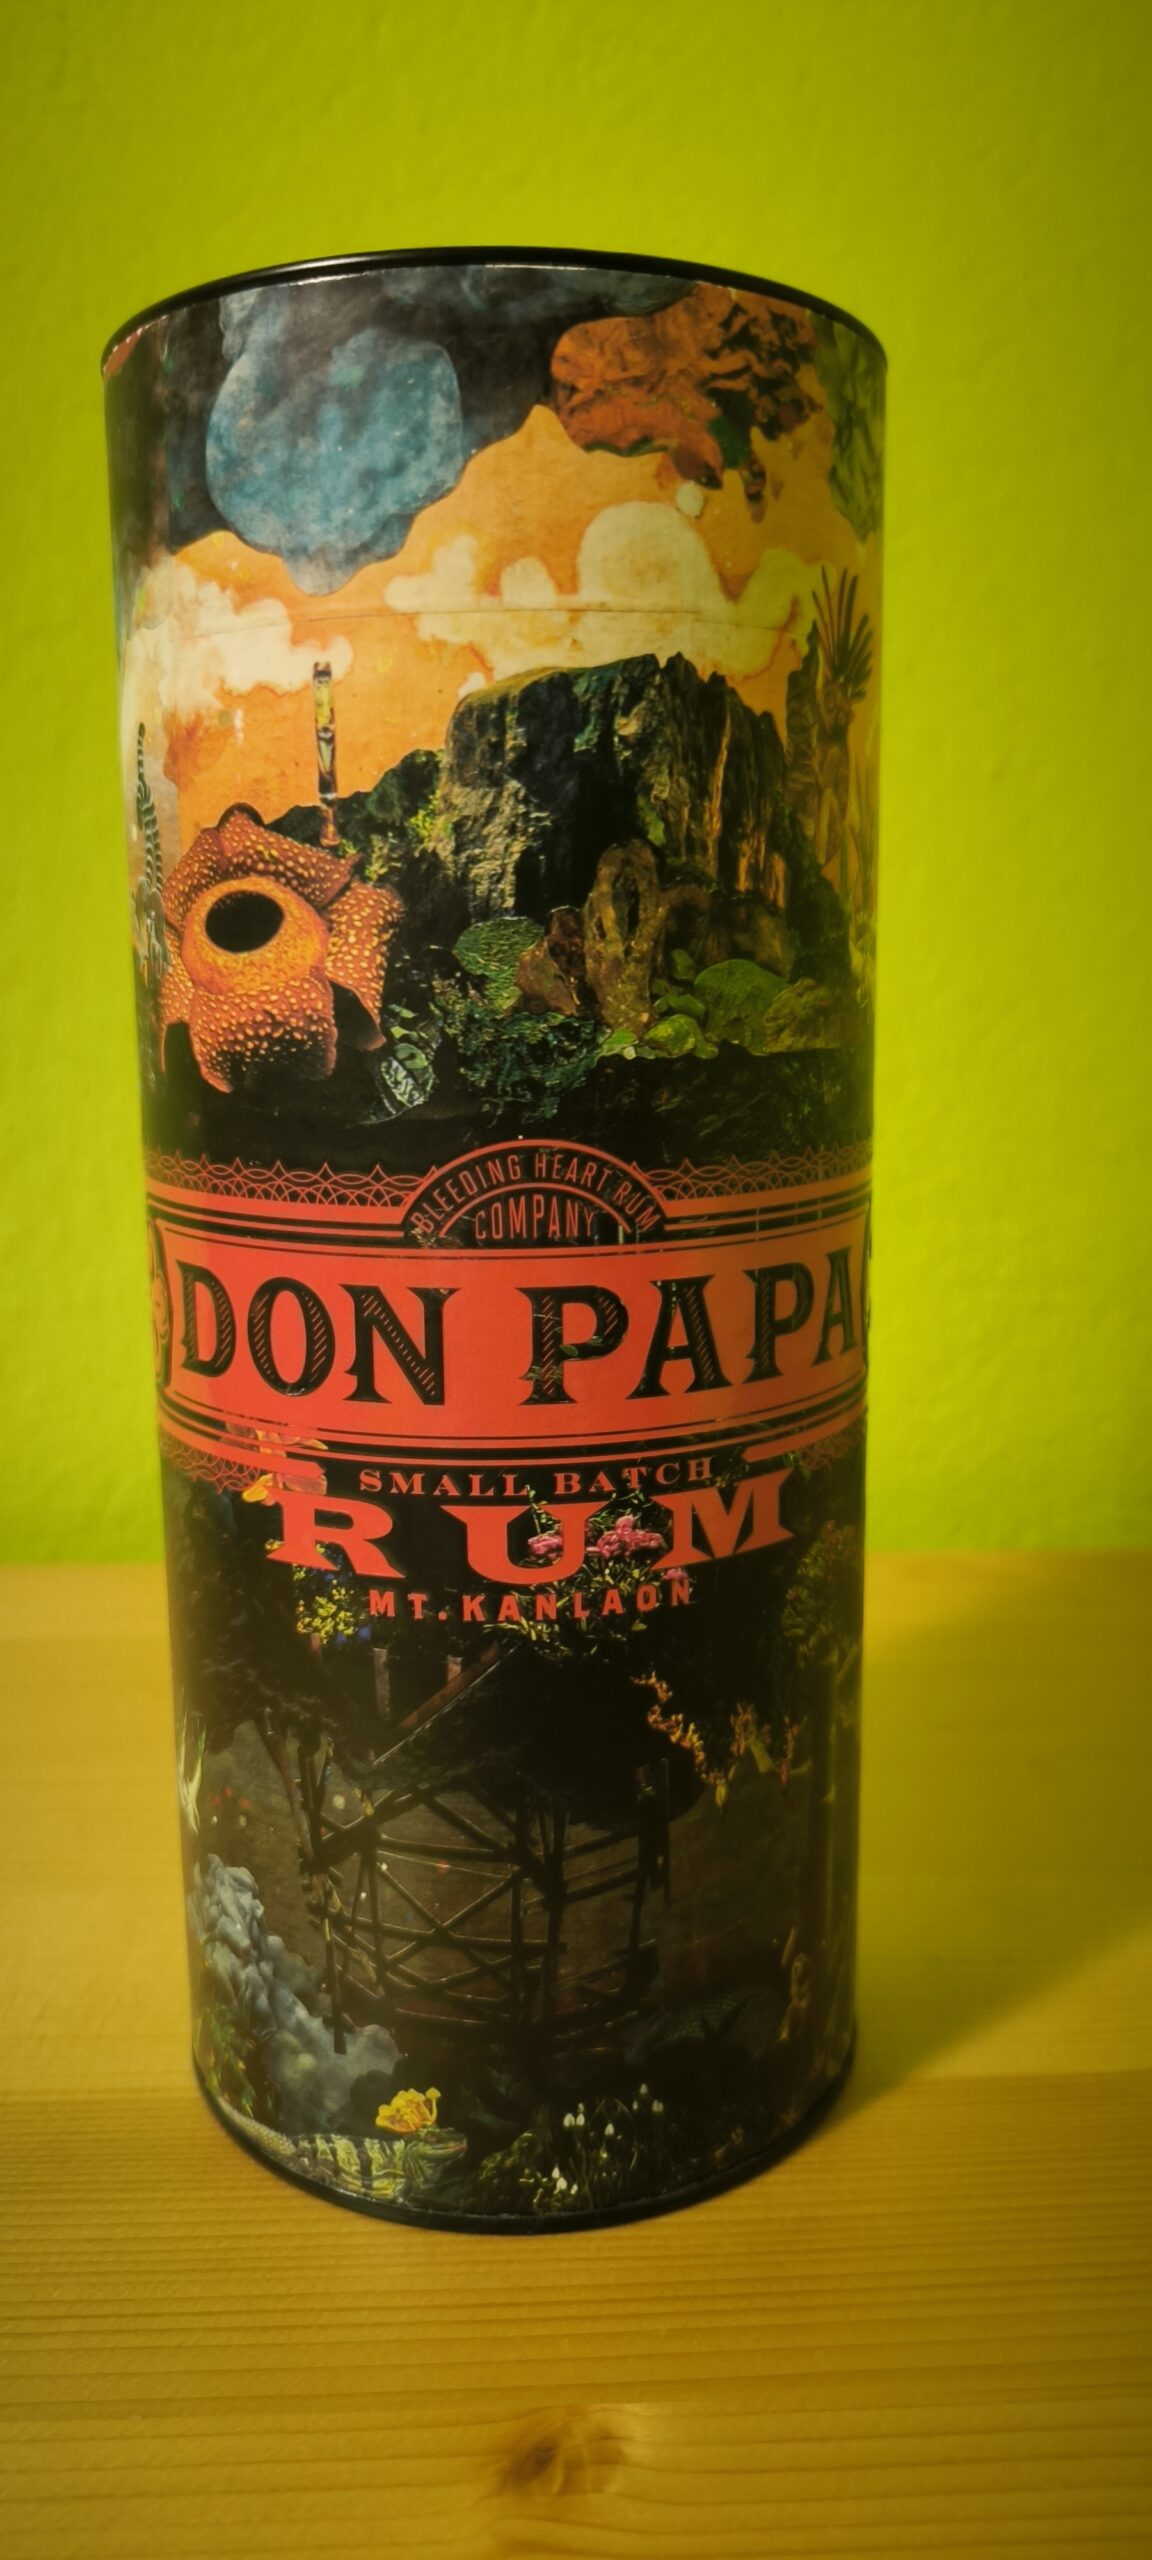 BLEEDING HEART RUM
COMPANY
DON PAPA
SMALL BATCH
RUM
MT. KANLAON